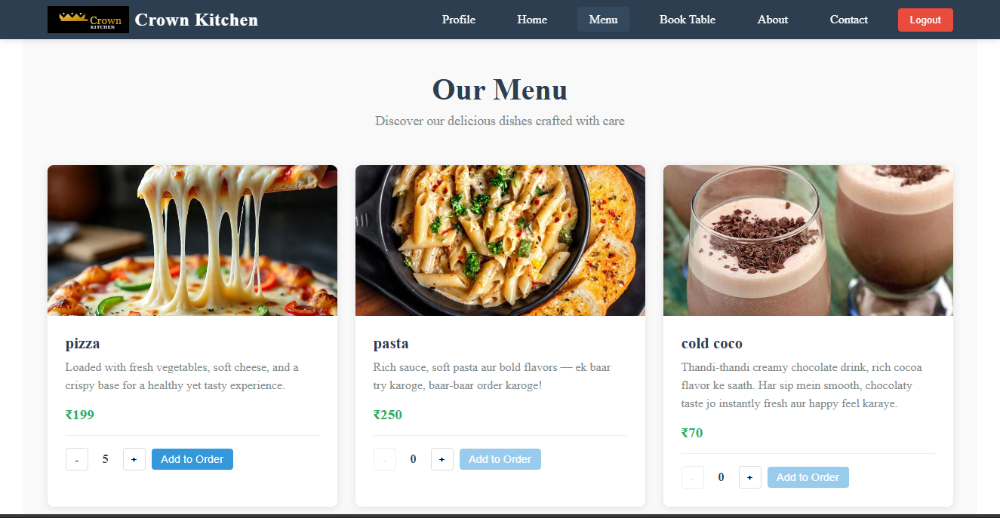 Crown
KITCHEN
Crown Kitchen
Profile
Home
Menu
Book Table
About
Contact
Logout
Our Menu
Discover our delicious dishes crafted with care
pizza
Loaded with fresh vegetables, soft cheese, and a
crispy base for a healthy yet tasty experience.
₹199
- 5 + Add to Order
pasta
Rich sauce, soft pasta aur bold flavors — ek baar
try karoge, baar-baar order karoge!
₹250
- 0 + Add to Order
cold coco
Thandi-thandi creamy chocolate drink, rich cocoa
flavor ke saath. Har sip mein smooth, chocolaty
taste jo instantly fresh aur happy feel karaye.
₹70
- 0 + Add to Order